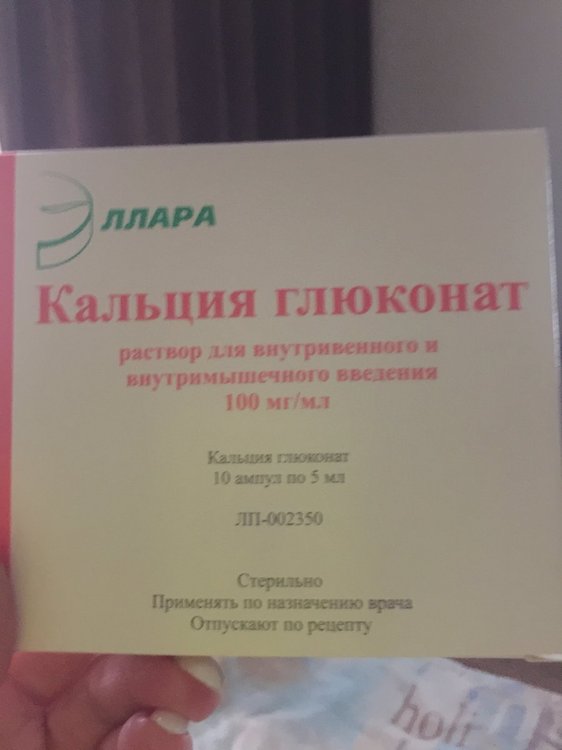 ЭЛЛАРА
Кальция глюконат
раствор для внутривенного и
внутримышечного введения
100 мг/мл
Кальция глюконат
10 ампул по 5 мл
ЛП-002350
Стерильно
Применять по назначению врача
Отпускают по рецепту